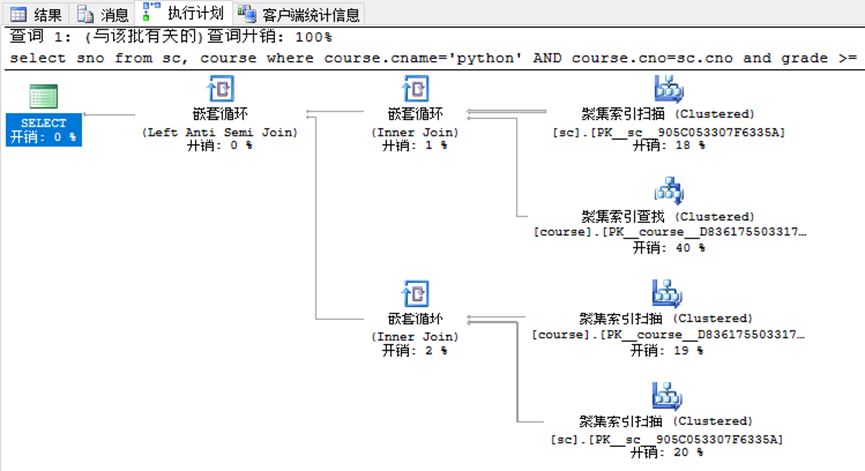 结果 消息 执行计划 客户端统计信息
查询 1: (与该批有关的)查询开销: 100%
select sno from sc, course where course.cname='python' AND course.cno=sc.cno and grade >=
SELECT
开销: 0 %
嵌套循环
(Left Anti Semi Join)
开销: 0 %
嵌套循环
(Inner Join)
开销: 1 %
聚集索引扫描 (Clustered)
[sc].[PK__sc__905C053307F6335A]
开销: 18 %
聚集索引查找 (Clustered)
[course].[PK__course__D836175503317…
开销: 40 %
嵌套循环
(Inner Join)
开销: 2 %
聚集索引扫描 (Clustered)
[course].[PK__course__D836175503317…
开销: 19 %
聚集索引扫描 (Clustered)
[sc].[PK__sc__905C053307F6335A]
开销: 20 %